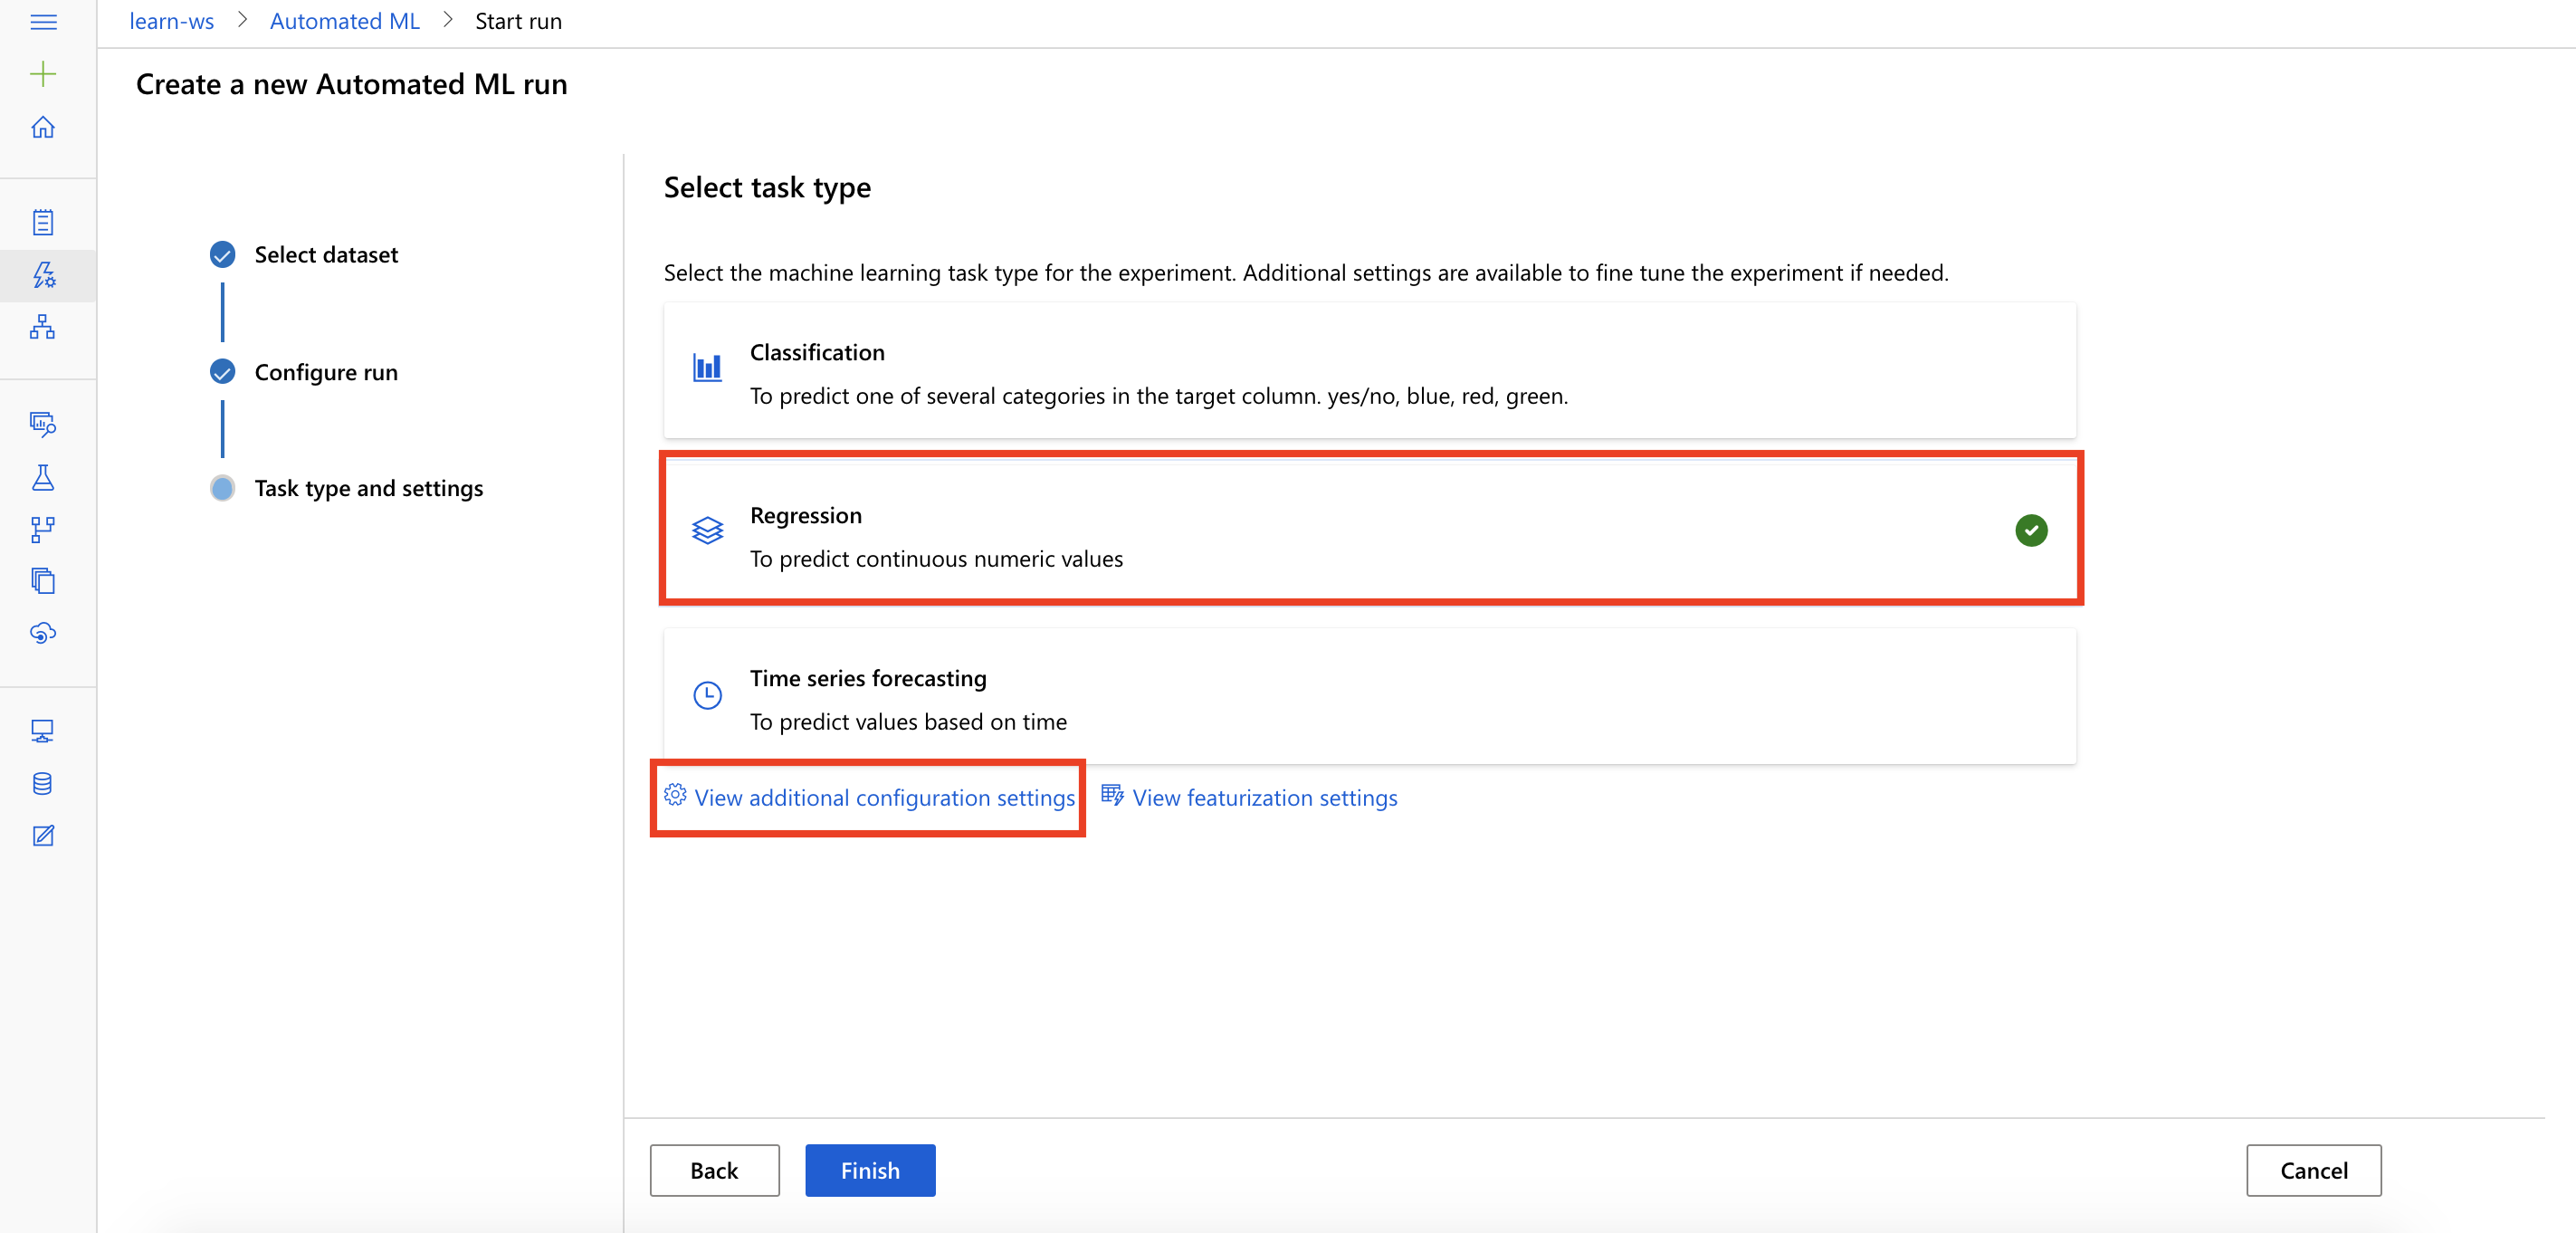 learn-ws > Automated ML > Start run
Create a new Automated ML run
Select dataset
Configure run
Task type and settings
Select task type
Select the machine learning task type for the experiment. Additional settings are available to fine tune the experiment if needed.
Classification
To predict one of several categories in the target column. yes/no, blue, red, green.
Regression
To predict continuous numeric values
Time series forecasting
To predict values based on time
View additional configuration settings View featurization settings
Back Finish Cancel